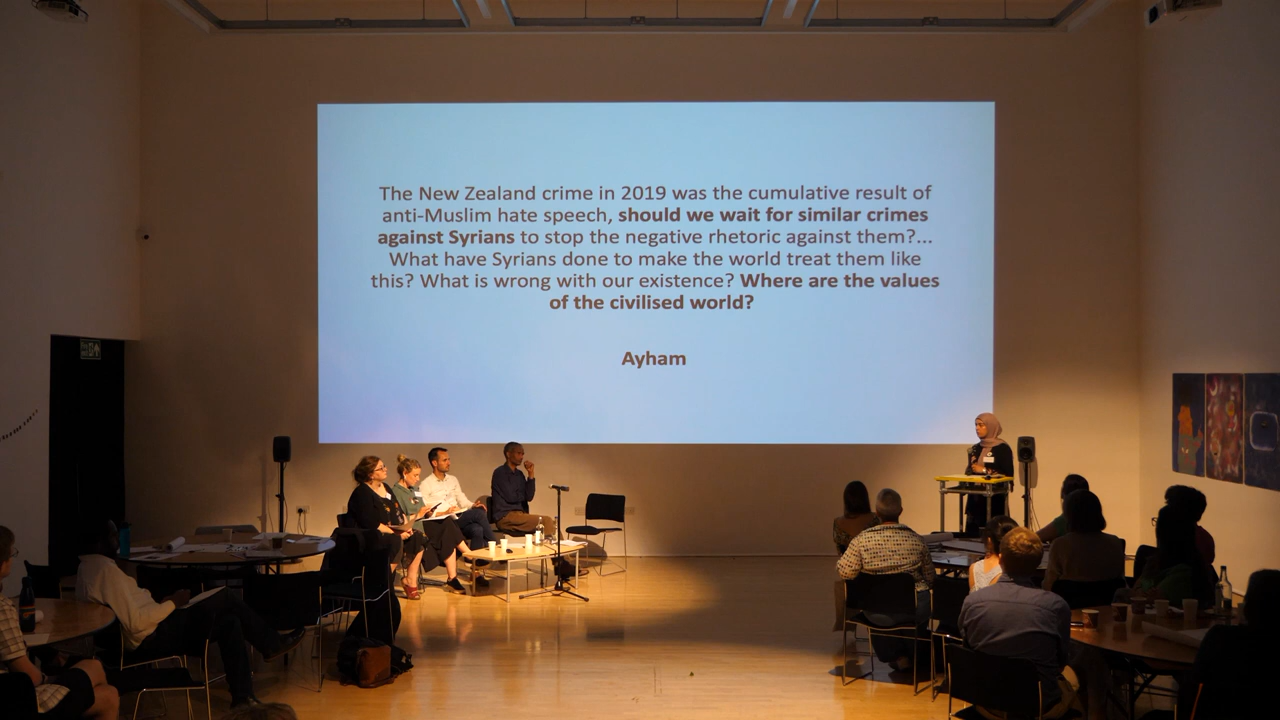 The New Zealand crime in 2019 was the cumulative result of
anti-Muslim hate speech, should we wait for similar crimes
against Syrians to stop the negative rhetoric against them?...
What have Syrians done to make the world treat them like
this? What is wrong with our existence? Where are the values
of the civilised world?
Ayham